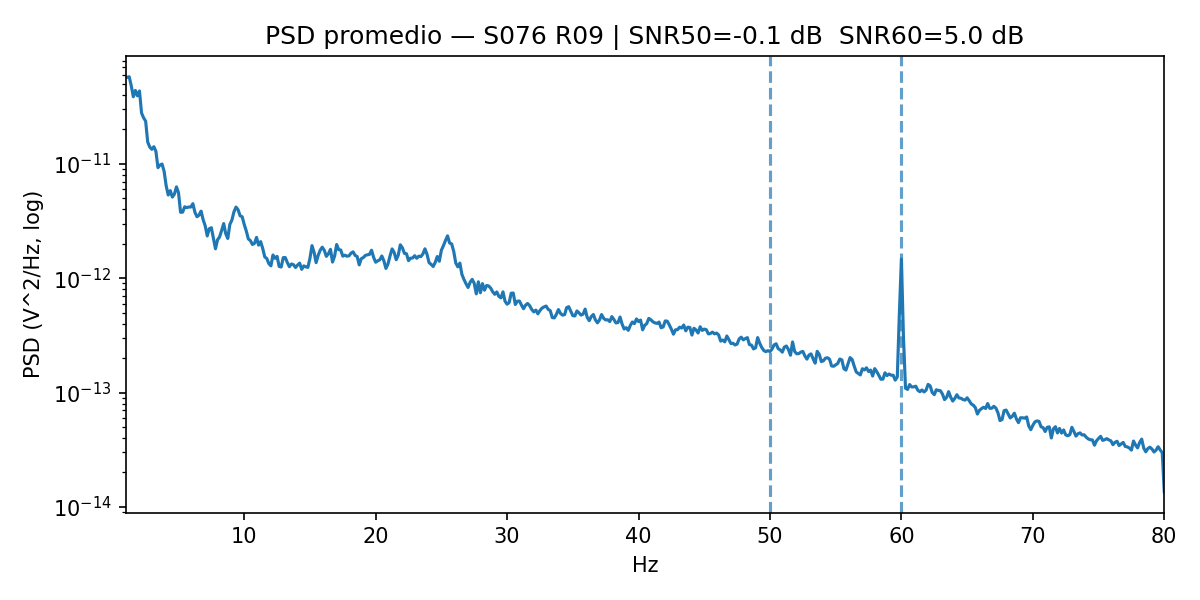 PSD promedio — S076 R09 | SNR50=-0.1 dB  SNR60=5.0 dB
PSD (V^2/Hz, log)
10⁻¹¹
10⁻¹²
10⁻¹³
10⁻¹⁴
10 20 30 40 50 60 70 80
Hz